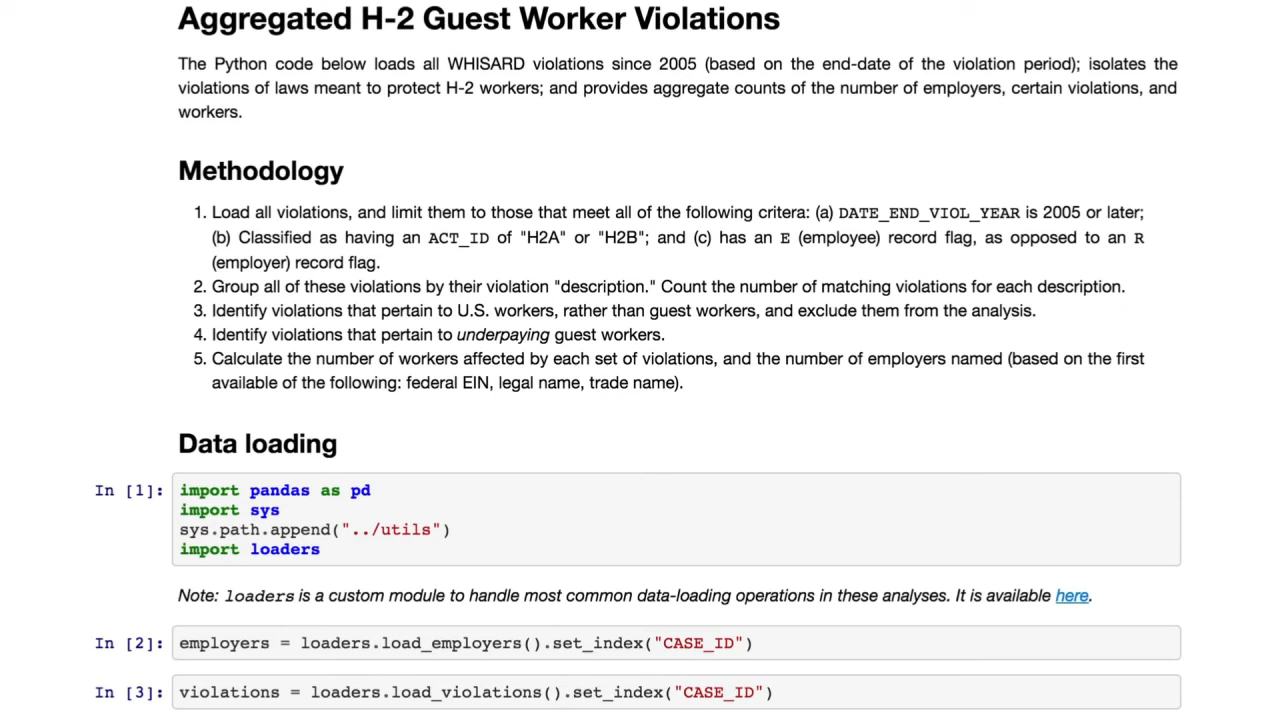 Aggregated H-2 Guest Worker Violations
The Python code below loads all WHISARD violations since 2005 (based on the end-date of the violation period); isolates the
violations of laws meant to protect H-2 workers; and provides aggregate counts of the number of employers, certain violations, and
workers.
Methodology
1. Load all violations, and limit them to those that meet all of the following critera: (a) DATE_END_VIOL_YEAR is 2005 or later;
(b) Classified as having an ACT_ID of "H2A" or "H2B"; and (c) has an E (employee) record flag, as opposed to an R
(employer) record flag.
2. Group all of these violations by their violation "description." Count the number of matching violations for each description.
3. Identify violations that pertain to U.S. workers, rather than guest workers, and exclude them from the analysis.
4. Identify violations that pertain to underpaying guest workers.
5. Calculate the number of workers affected by each set of violations, and the number of employers named (based on the first
available of the following: federal EIN, legal name, trade name).
Data loading
In [1]: import pandas as pd
import sys
sys.path.append("../utils")
import loaders
Note: loaders is a custom module to handle most common data-loading operations in these analyses. It is available here.
In [2]: employers = loaders.load_employers().set_index("CASE_ID")
In [3]: violations = loaders.load_violations().set_index("CASE_ID")